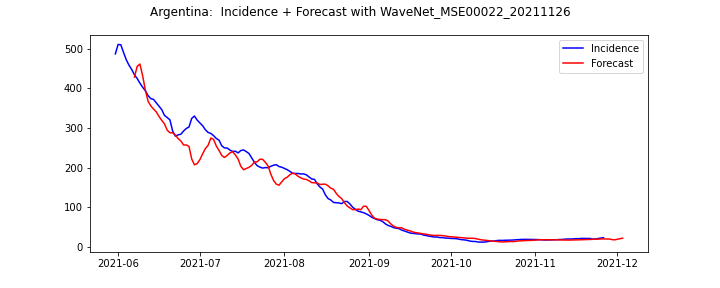 Argentina:  Incidence + Forecast with WaveNet_MSE00022_20211126
Incidence
Forecast
500
400
300
200
100
0
2021-06 2021-07 2021-08 2021-09 2021-10 2021-11 2021-12